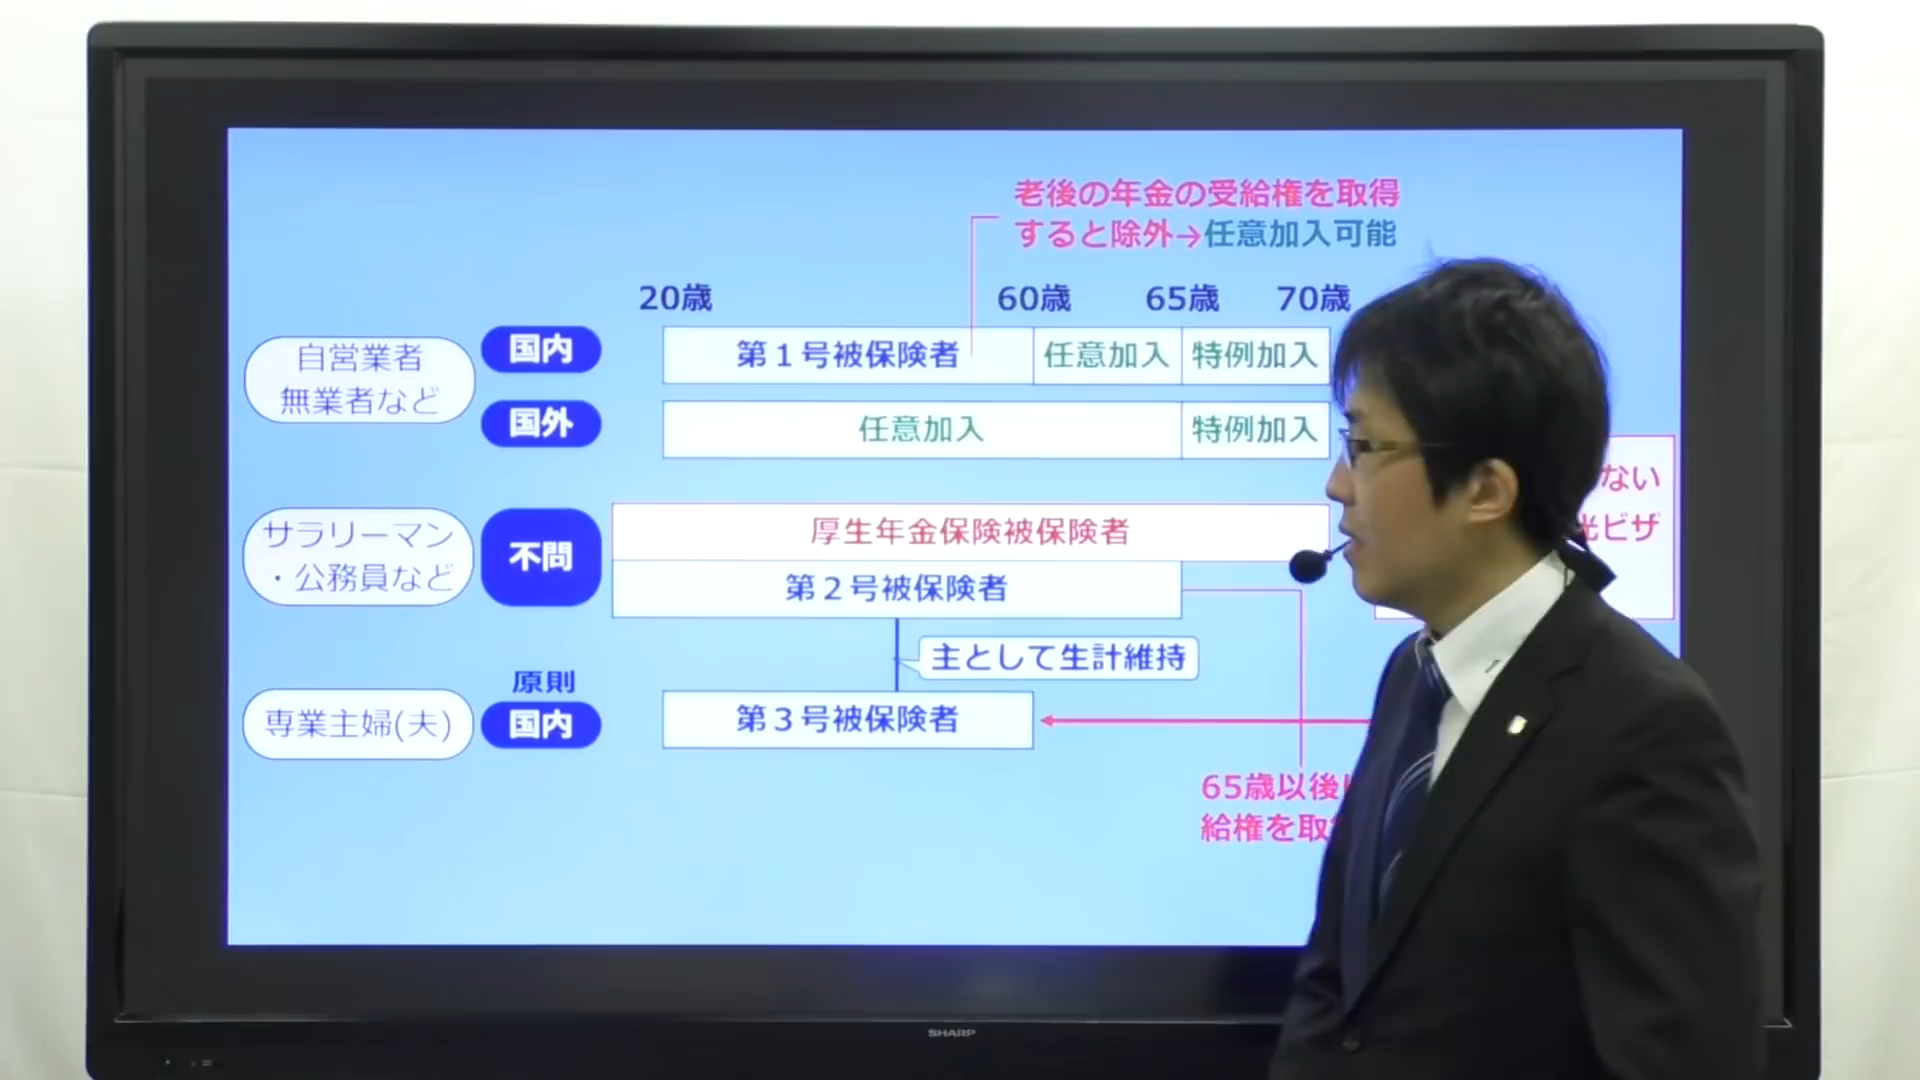 老後の年金の受給権を取得
すると除外→任意加入可能
20歳
60歳
65歳
70歳
自営業者
無業者など
国内
第1号被保険者
任意加入
特例加入
国外
任意加入
特例加入
ない
光ビザ
サラリーマン
・公務員など
不問
厚生年金保険被保険者
第2号被保険者
主として生計維持
原則
専業主婦(夫)
国内
第3号被保険者
65歳以後
給権を取
SHARP